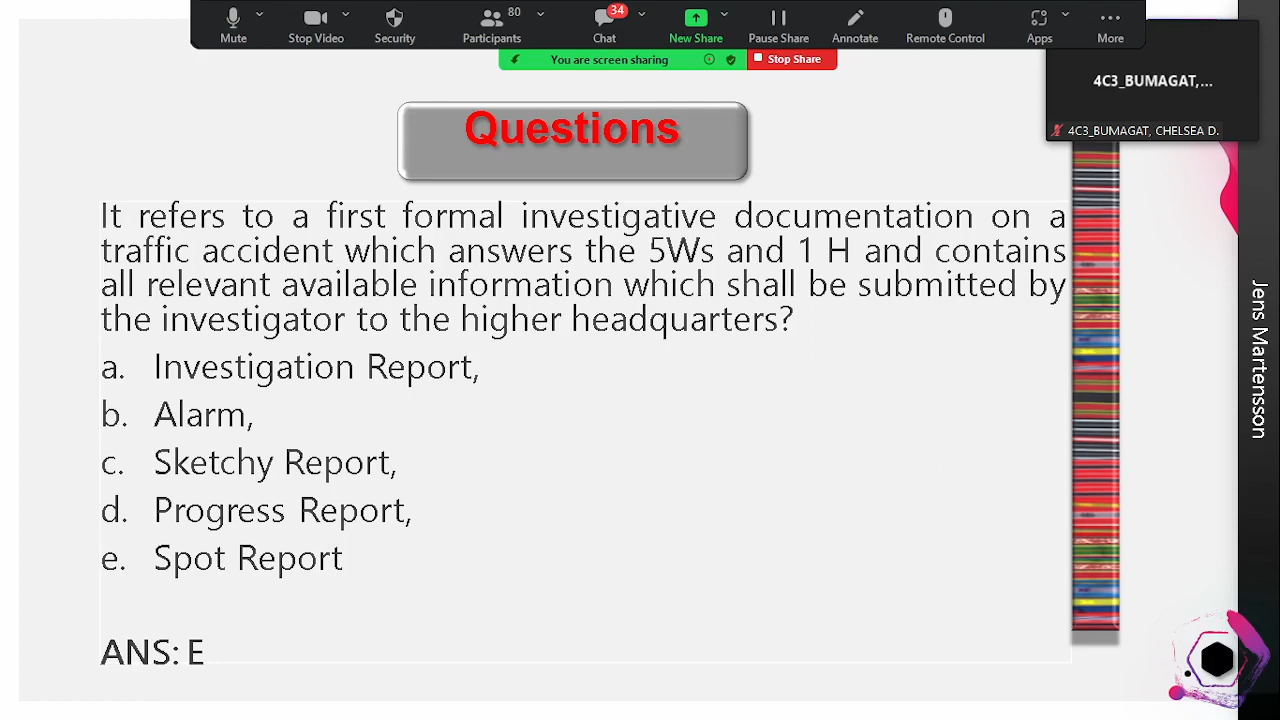 Mute
Stop Video
Security
Participants
80
Chat
34
New Share
Pause Share
Annotate
Remote Control
Apps
More
You are screen sharing
Stop Share
4C3_BUMAGAT,...
4C3_BUMAGAT, CHELSEA D.
Questions
It refers to a first formal investigative documentation on a
traffic accident which answers the 5Ws and 1 H and contains
all relevant available information which shall be submitted by
the investigator to the higher headquarters?
a. Investigation Report,
b. Alarm,
c. Sketchy Report,
d. Progress Report,
e. Spot Report
ANS: E
Jens Martensson